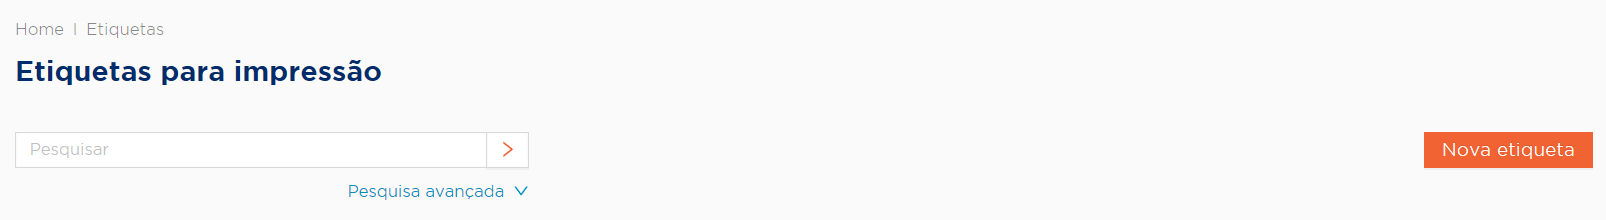 Home | Etiquetas
Etiquetas para impressão
Pesquisar
Nova etiqueta
Pesquisa avançada